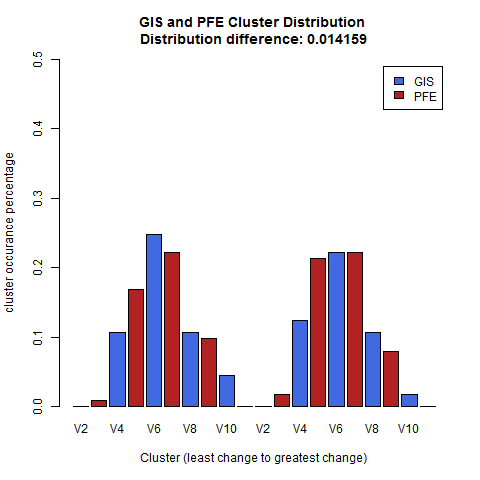 GIS and PFE Cluster Distribution
Distribution difference: 0.014159
GIS
PFE
cluster occurance percentage
0.5
0.4
0.3
0.2
0.1
0.0
V2 V4 V6 V8 V10 V2 V4 V6 V8 V10
Cluster (least change to greatest change)